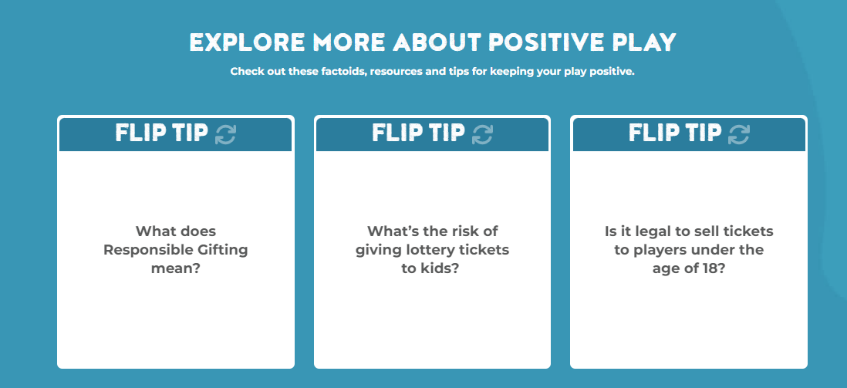 EXPLORE MORE ABOUT POSITIVE PLAY
Check out these factoids, resources and tips for keeping your play positive.
FLIP TIP
What does
Responsible Gifting
mean?
FLIP TIP
What's the risk of
giving lottery tickets
to kids?
FLIP TIP
Is it legal to sell tickets
to players under the
age of 18?